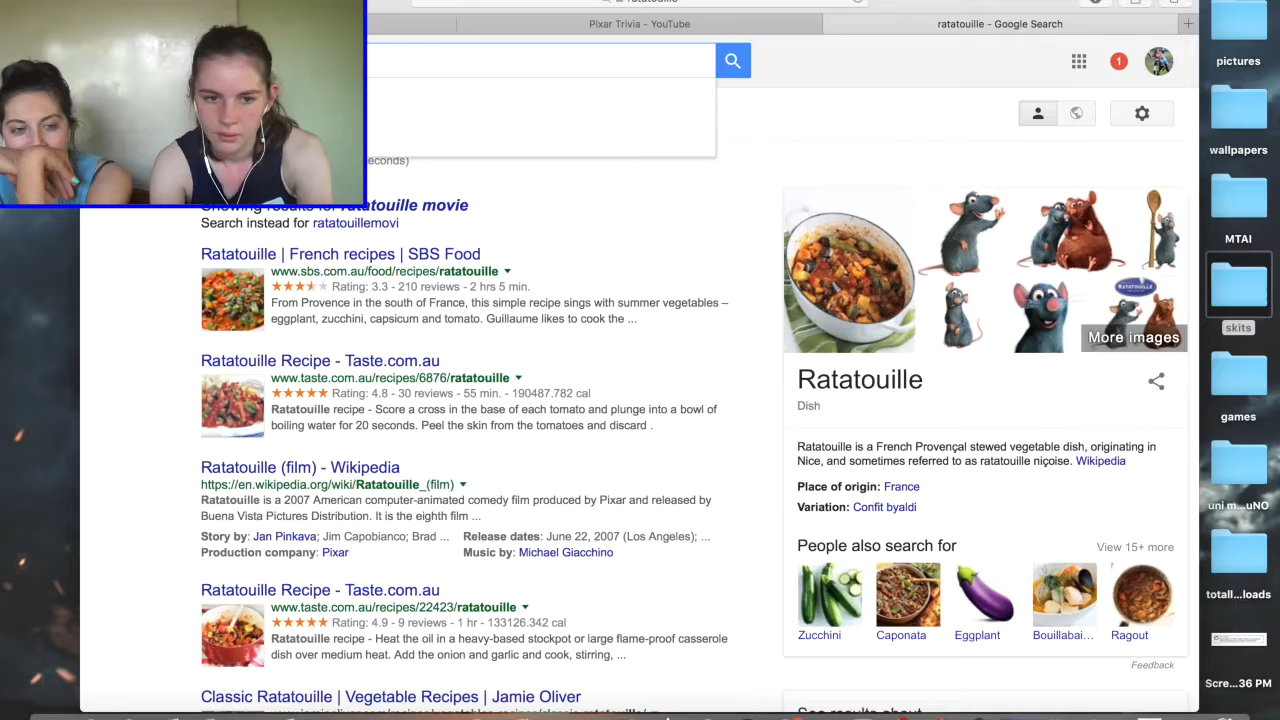 ratatouille
Pixar Trivia - YouTube
ratatouille - Google Search
1
pictures
wallpapers
MTAI
skits
games
uni m...uNO
totall...loads
Scre...36 PM
econds)
Showing results for ratatouille movie
Search instead for ratatouillemovi
Ratatouille | French recipes | SBS Food
www.sbs.com.au/food/recipes/ratatouille
Rating: 3.3 - 210 reviews - 2 hrs 5 min.
From Provence in the south of France, this simple recipe sings with summer vegetables –
eggplant, zucchini, capsicum and tomato. Guillaume likes to cook the ...
Ratatouille Recipe - Taste.com.au
www.taste.com.au/recipes/6876/ratatouille
Rating: 4.8 - 30 reviews - 55 min. - 190487.782 cal
Ratatouille recipe - Score a cross in the base of each tomato and plunge into a bowl of
boiling water for 20 seconds. Peel the skin from the tomatoes and discard .
Ratatouille (film) - Wikipedia
https://en.wikipedia.org/wiki/Ratatouille_(film)
Ratatouille is a 2007 American computer-animated comedy film produced by Pixar and released by
Buena Vista Pictures Distribution. It is the eighth film ...
Story by: Jan Pinkava; Jim Capobianco; Brad ... Release dates: June 22, 2007 (Los Angeles); ...
Production company: Pixar Music by: Michael Giacchino
Ratatouille Recipe - Taste.com.au
www.taste.com.au/recipes/22423/ratatouille
Rating: 4.9 - 9 reviews - 1 hr - 133126.342 cal
Ratatouille recipe - Heat the oil in a heavy-based stockpot or large flame-proof casserole
dish over medium heat. Add the onion and garlic and cook, stirring, ...
Classic Ratatouille | Vegetable Recipes | Jamie Oliver
RATATOUILLE
More images
Ratatouille
Dish
Ratatouille is a French Provençal stewed vegetable dish, originating in
Nice, and sometimes referred to as ratatouille niçoise. Wikipedia
Place of origin: France
Variation: Confit byaldi
People also search for View 15+ more
Zucchini Caponata Eggplant Bouillabai... Ragout
Feedback
See results about